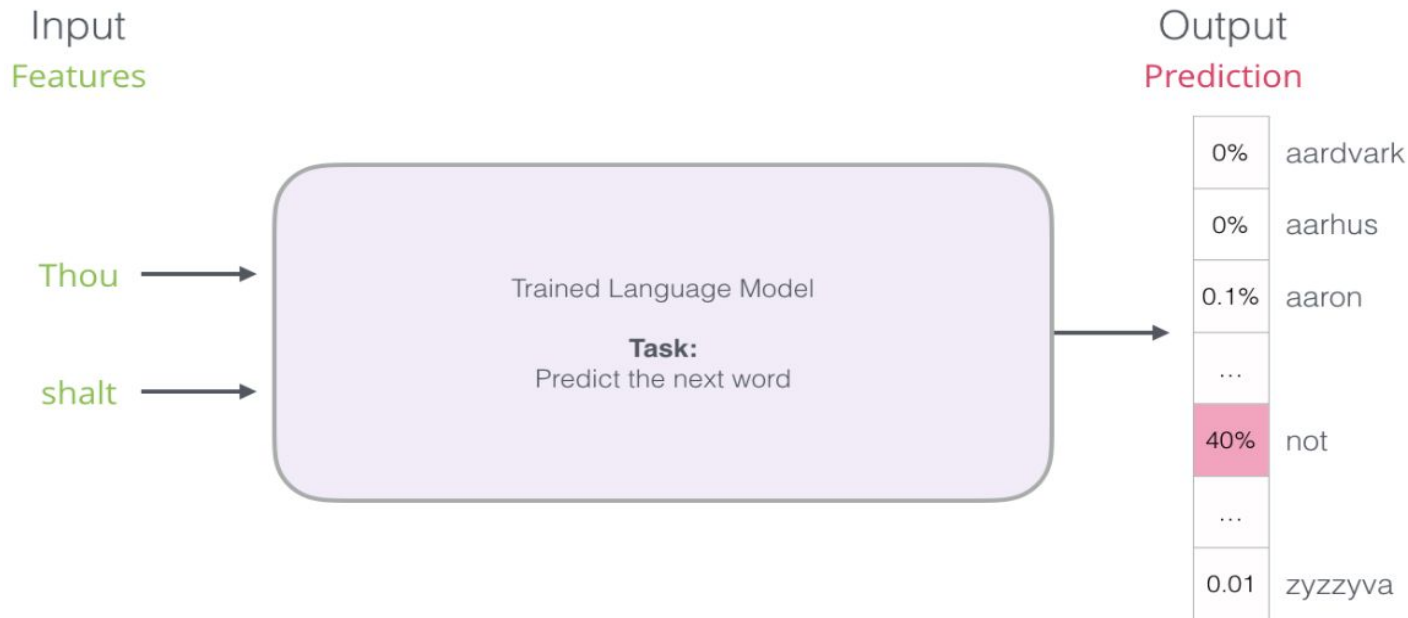 Input
Features
Thou
shalt
Trained Language Model
Task:
Predict the next word
Output
Prediction
0% aardvark
0% aarhus
0.1% aaron
...
40% not
...
0.01 zyzzyva